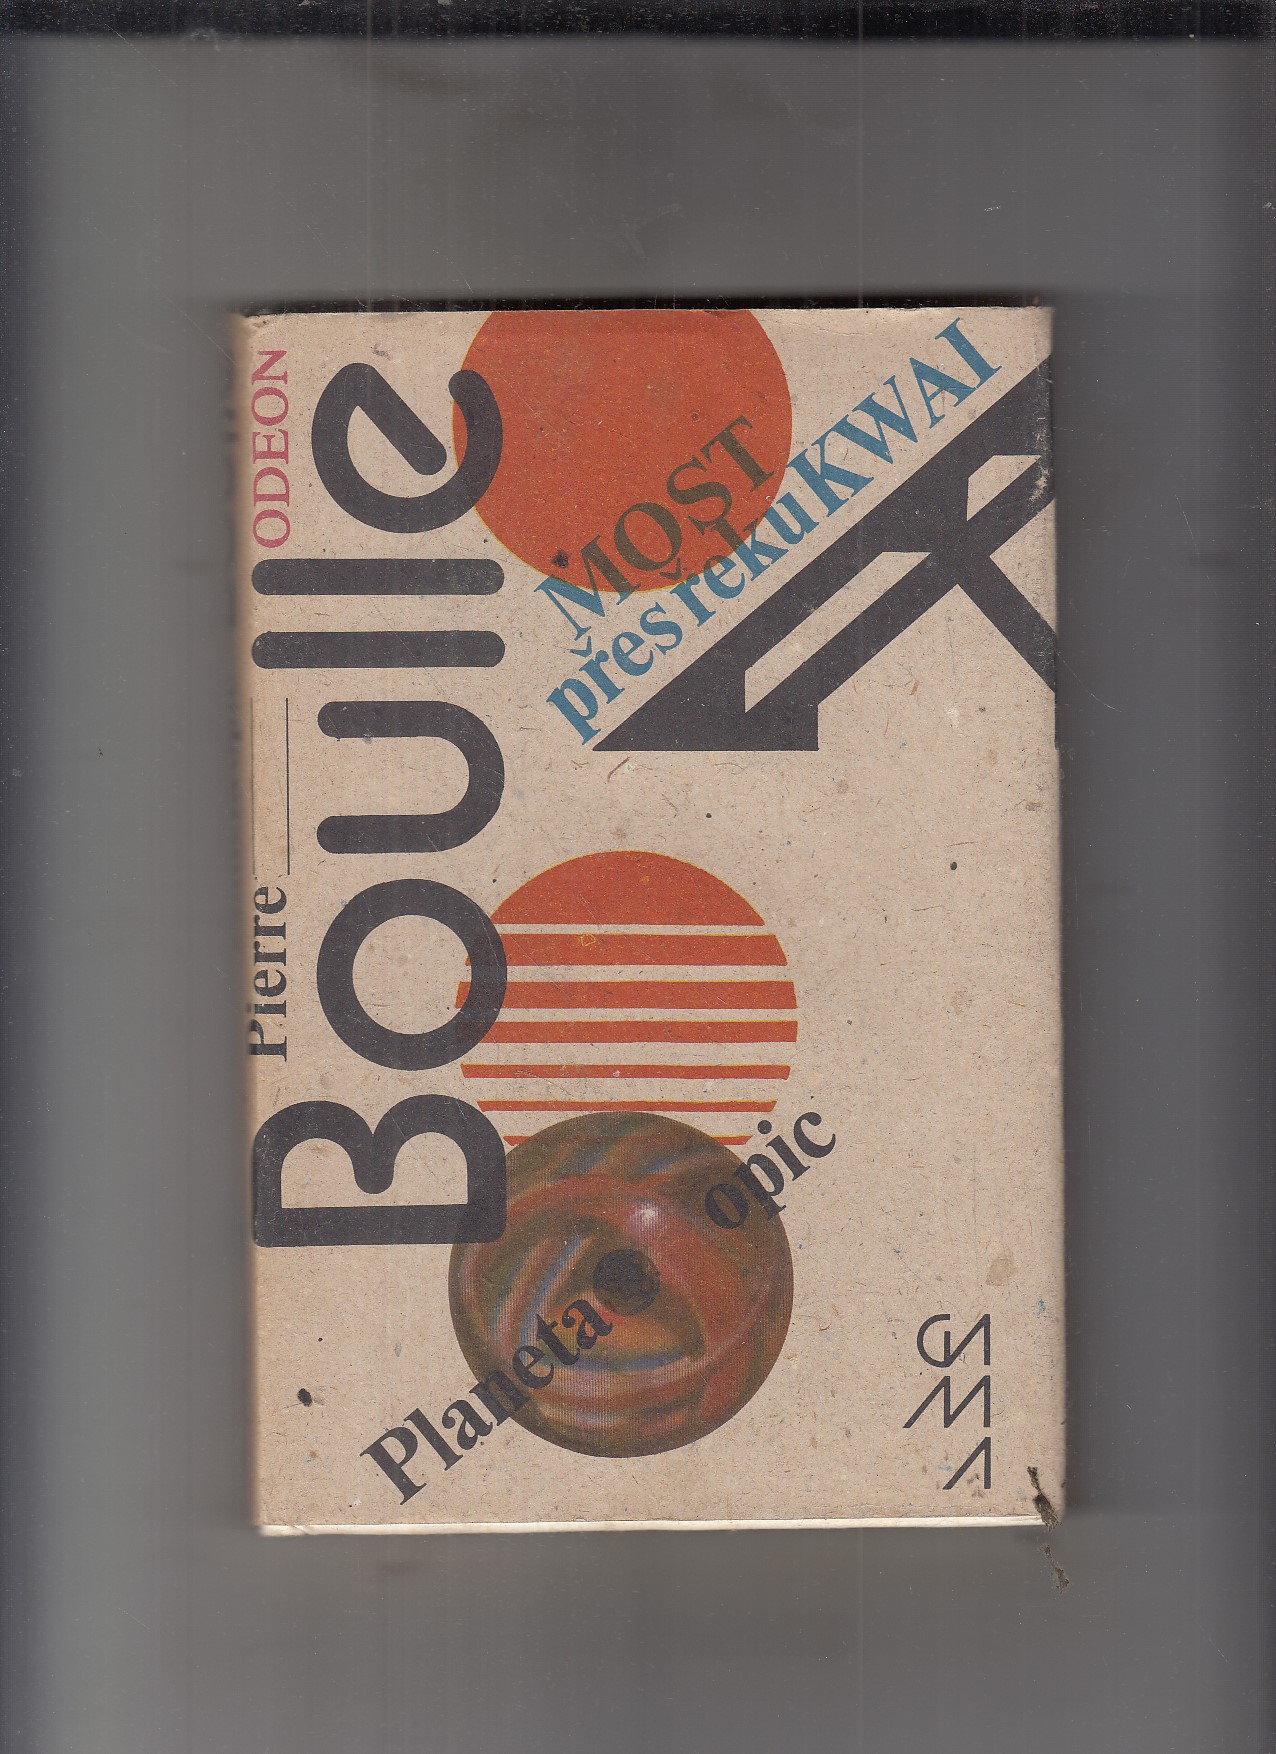 ODEON
Pierre
Boulle
MOST
přes řeku KWAI
Planeta opic